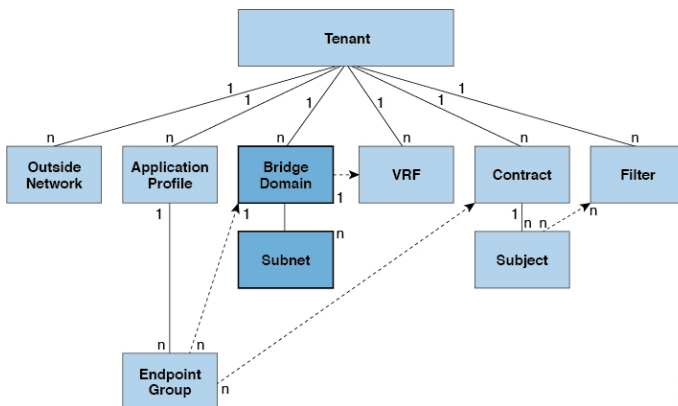 Tenant
1 1 1 1 1 1
n n n n n n
Outside
Network
Application
Profile
Bridge
Domain
VRF
Contract
Filter
1 1 1 1 n n n
Subnet
n
Subject
n n
n
Endpoint
Group